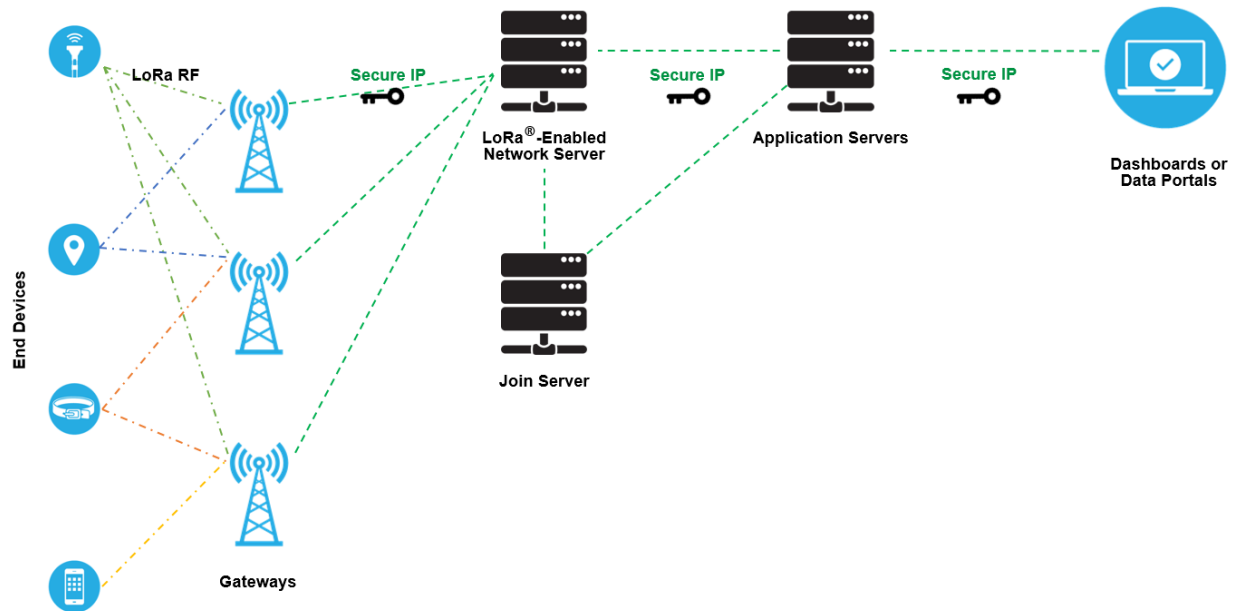 LoRa RF
Secure IP
Secure IP
Secure IP
LoRa®-Enabled
Network Server
Application Servers
Dashboards or
Data Portals
End Devices
Join Server
Gateways